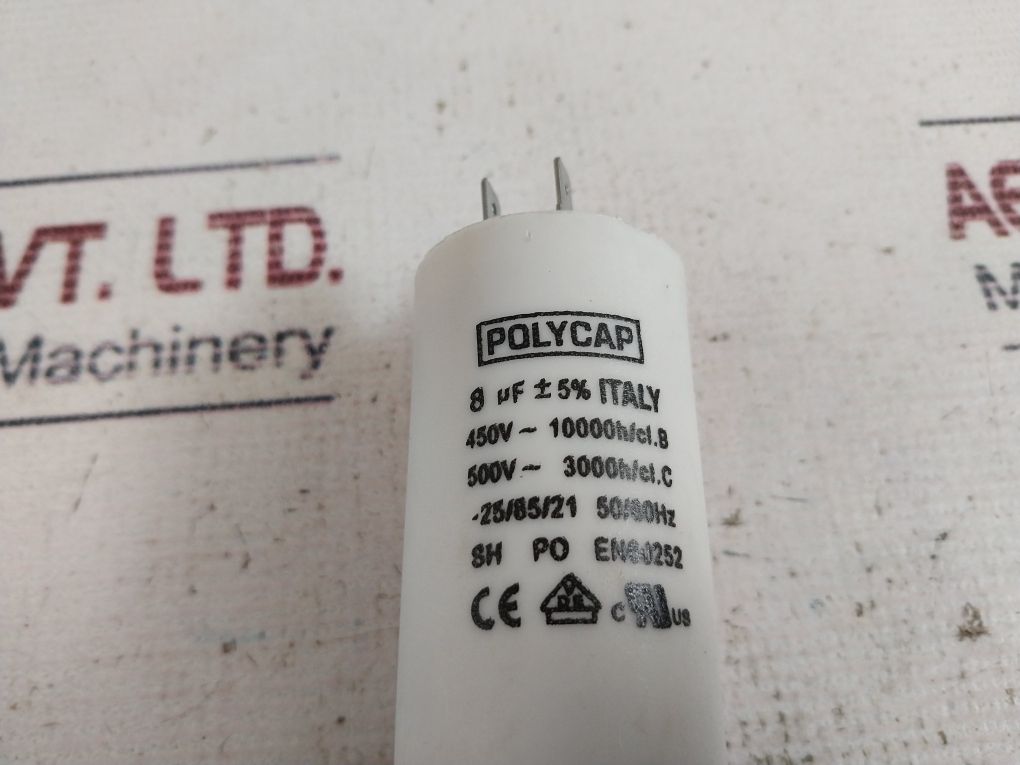 VT. LTD.
Machinery
POLYCAP
8 µF ± 5% ITALY
450V ~ 10000h/cl.B
500V ~ 3000h/cl.C
-25/85/21 50/60Hz
SH PO EN60252
CE
C US